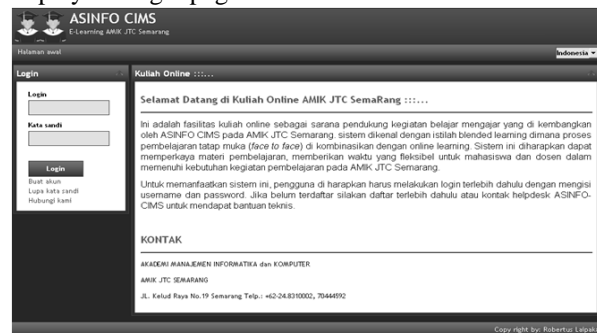 ASINFO CIMS
E-Learning AMIK JTC Semarang
Halaman awal
Indonesia
Login
Kuliah Online :::...
Login
Kata sandi
Login
Buat akun
Lupa kata sandi
Hubungi kami
Selamat Datang di Kuliah Online AMIK JTC SemaRang :::...
Ini adalah fasilitas kuliah online sebagai sarana pendukung kegiatan belajar mengajar yang di kembangkan
oleh ASINFO CIMS pada AMIK JTC Semarang. sistem dikenal dengan istilah blended learning dimana proses
pembelajaran tatap muka (face to face) di kombinasikan dengan online learning. Sistem ini diharapkan dapat
memperkaya materi pembelajaran, memberikan waktu yang fleksibel untuk mahasiswa dan dosen dalam
memenuhi kebutuhan kegiatan pembelajaran pada AMIK JTC Semarang.
Untuk memanfaatkan sistem ini, pengguna di harapkan harus melakukan login terlebih dahulu dengan mengisi
username dan password. Jika belum terdaftar silakan daftar terlebih dahulu atau kontak helpdesk ASINFO-
CIMS untuk mendapat bantuan teknis.
KONTAK
AKADEMI MANAJEMEN INFORMATIKA dan KOMPUTER
AMIK JTC SEMARANG
JL. Kelud Raya No.19 Semarang Telp.: +62-24.8310002, 70444592
Copy right by: Robertus Lalpaka